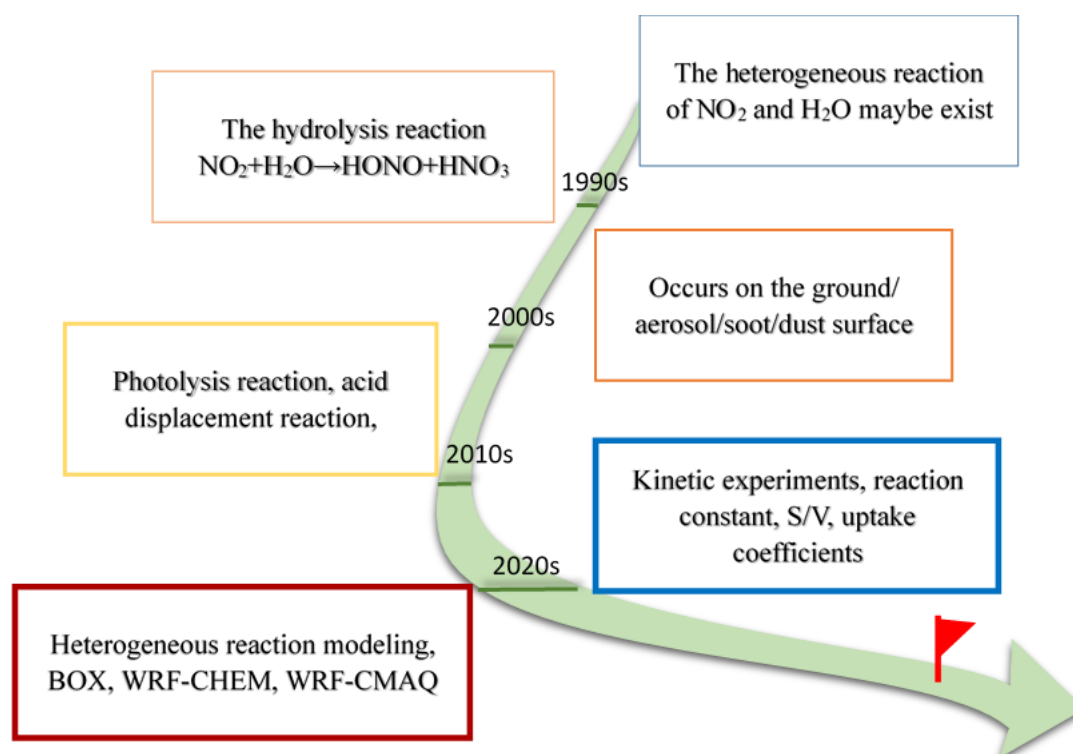 The heterogeneous reaction
of NO₂ and H₂O maybe exist
The hydrolysis reaction
NO₂+H₂O→HONO+HNO₃
1990s
Occurs on the ground/
aerosol/soot/dust surface
2000s
Photolysis reaction, acid
displacement reaction,
2010s
Kinetic experiments, reaction
constant, S/V, uptake
coefficients
2020s
Heterogeneous reaction modeling,
BOX, WRF-CHEM, WRF-CMAQ